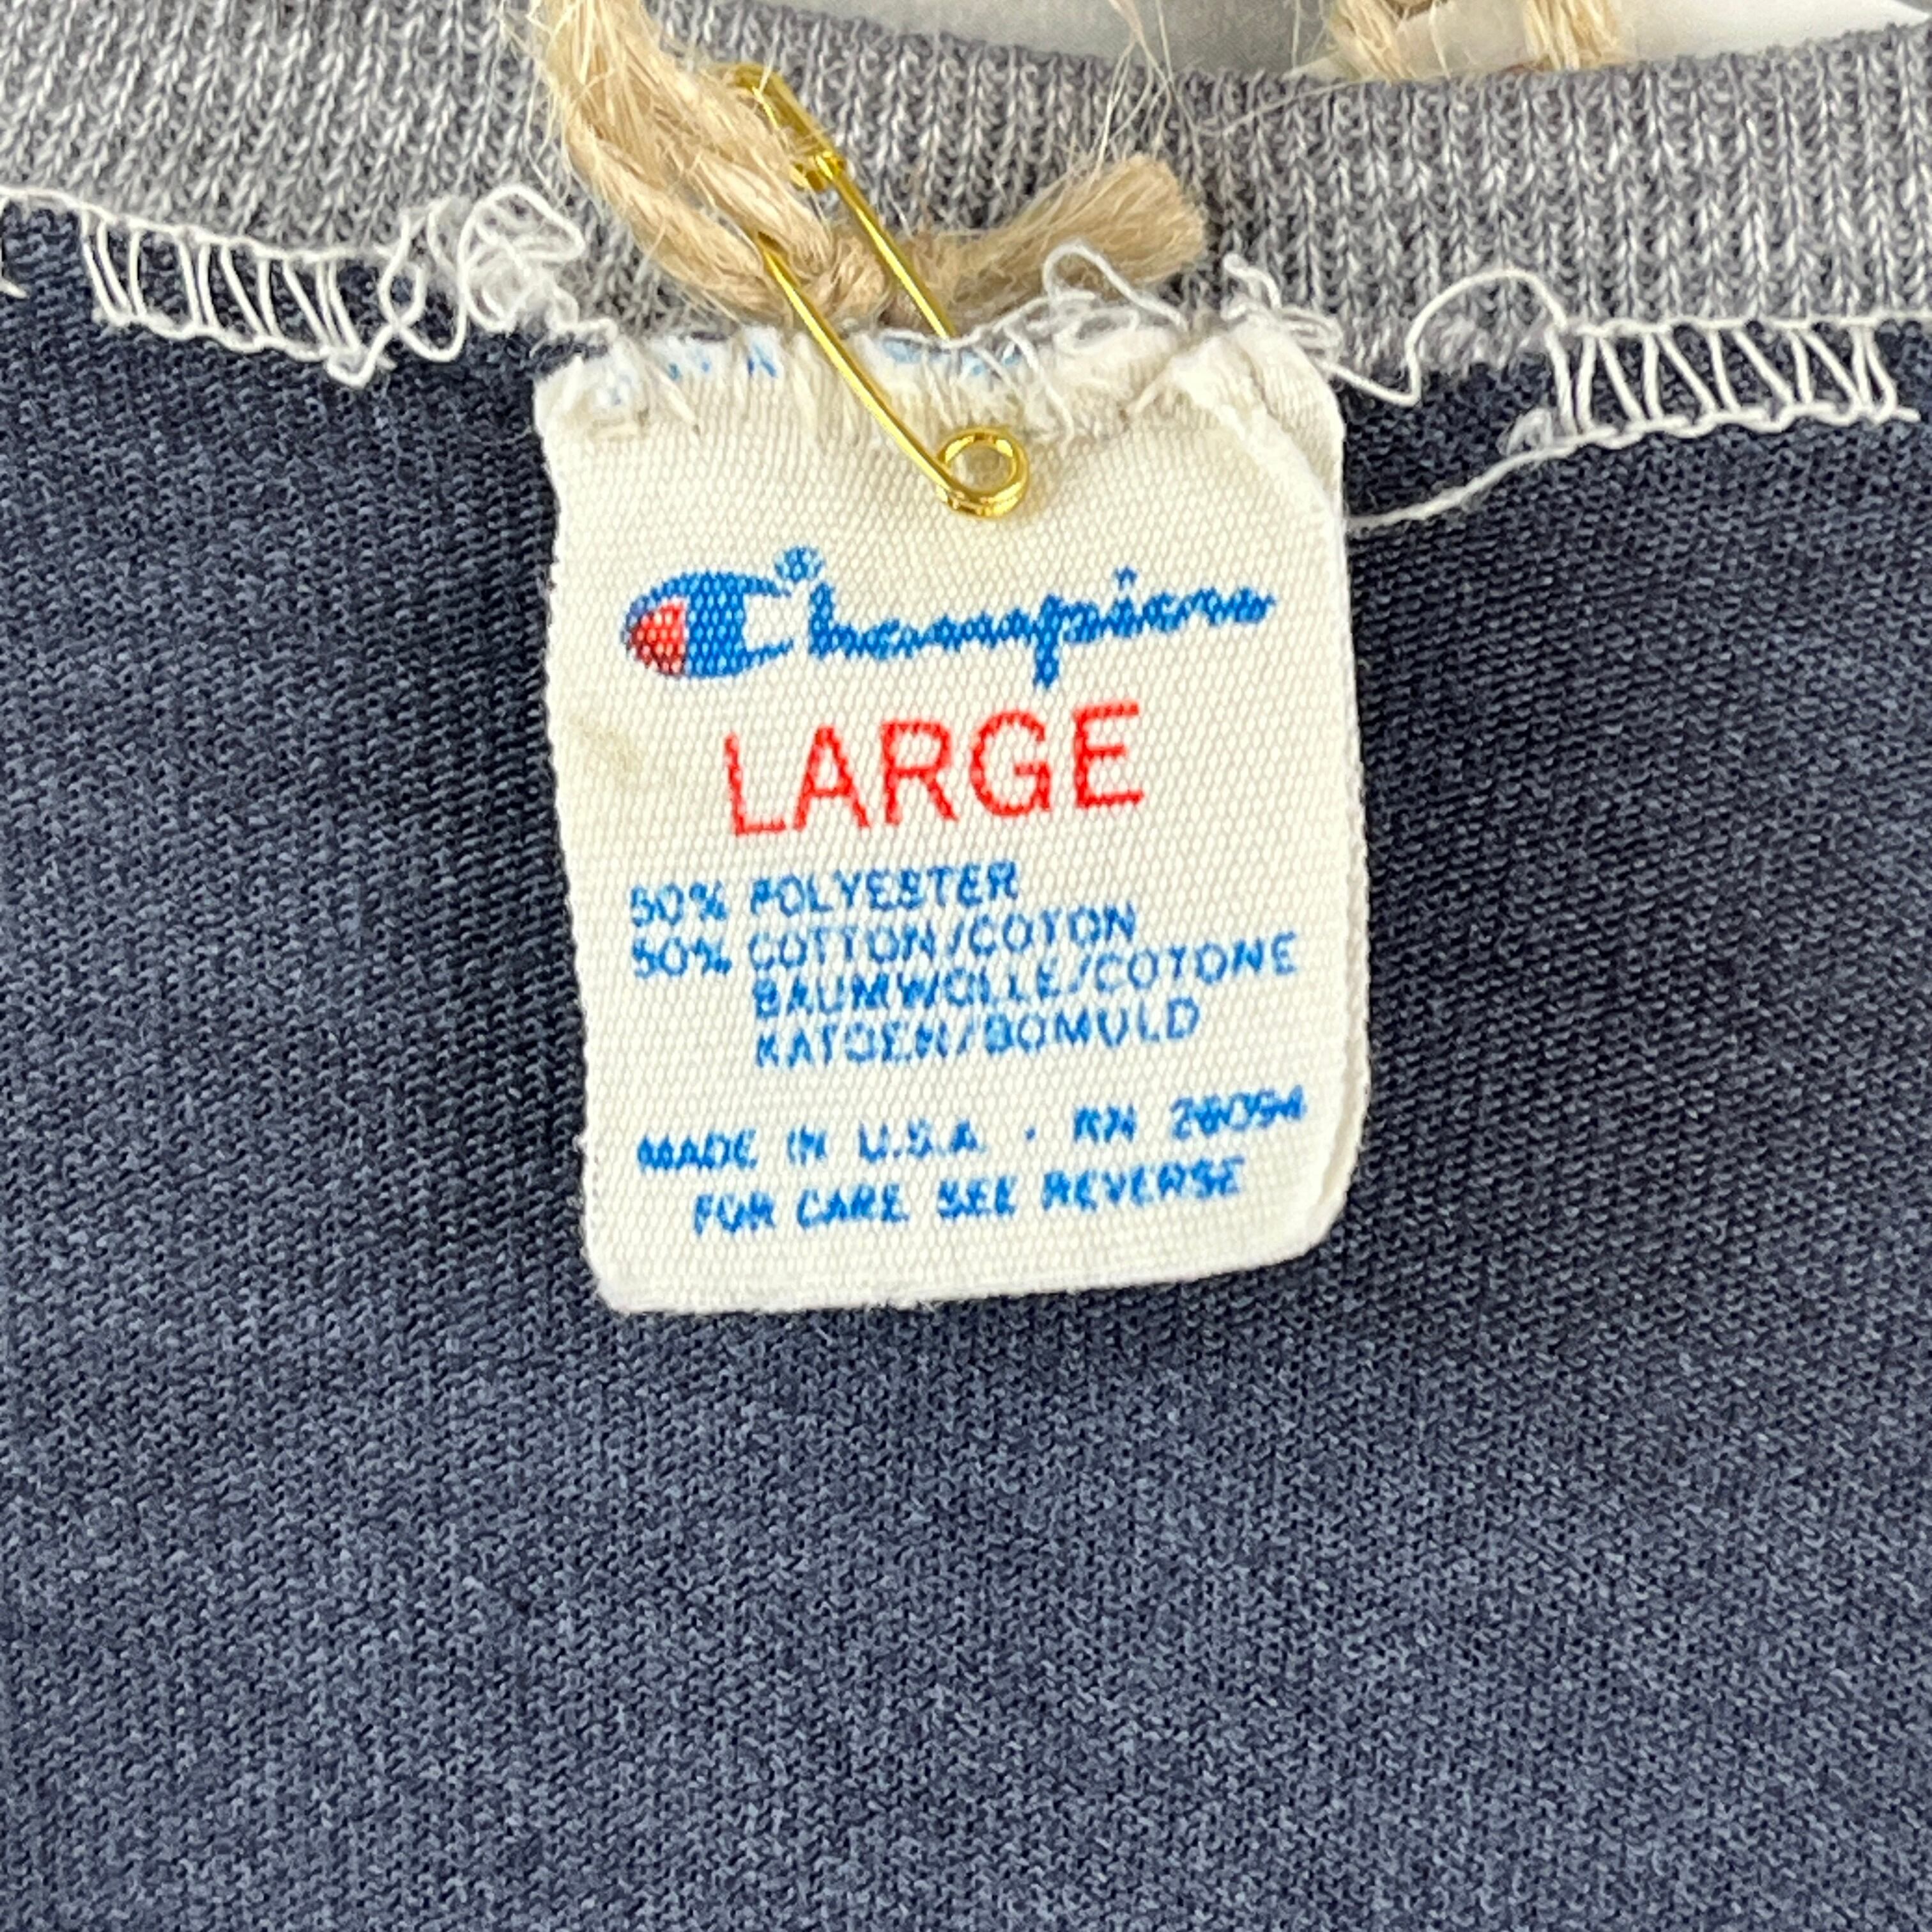 Champion®
LARGE
50% POLYESTER
50% COTTON/COTON
BAUMWOLLE/COTONE
KATOEN/BOMULD
MADE IN U.S.A. · RN 26094
FOR CARE SEE REVERSE